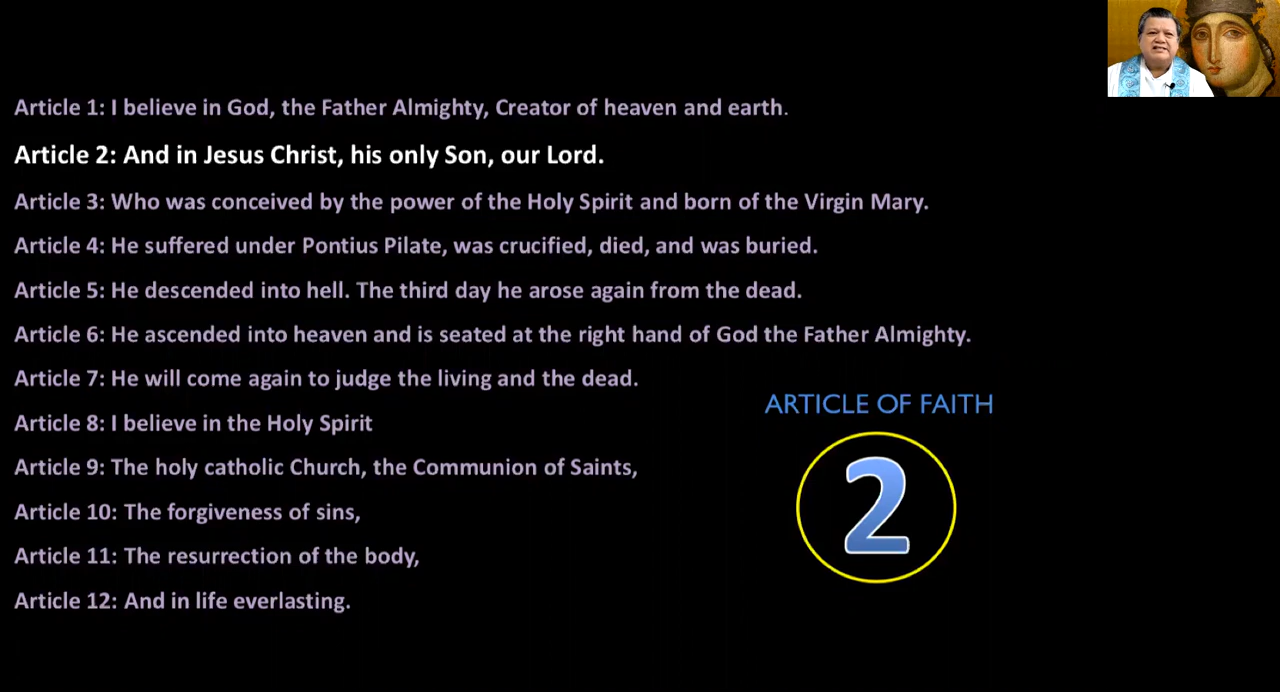 Article 1: I believe in God, the Father Almighty, Creator of heaven and earth.
Article 2: And in Jesus Christ, his only Son, our Lord.
Article 3: Who was conceived by the power of the Holy Spirit and born of the Virgin Mary.
Article 4: He suffered under Pontius Pilate, was crucified, died, and was buried.
Article 5: He descended into hell. The third day he arose again from the dead.
Article 6: He ascended into heaven and is seated at the right hand of God the Father Almighty.
Article 7: He will come again to judge the living and the dead.
Article 8: I believe in the Holy Spirit
Article 9: The holy catholic Church, the Communion of Saints,
Article 10: The forgiveness of sins,
Article 11: The resurrection of the body,
Article 12: And in life everlasting.
ARTICLE OF FAITH
2